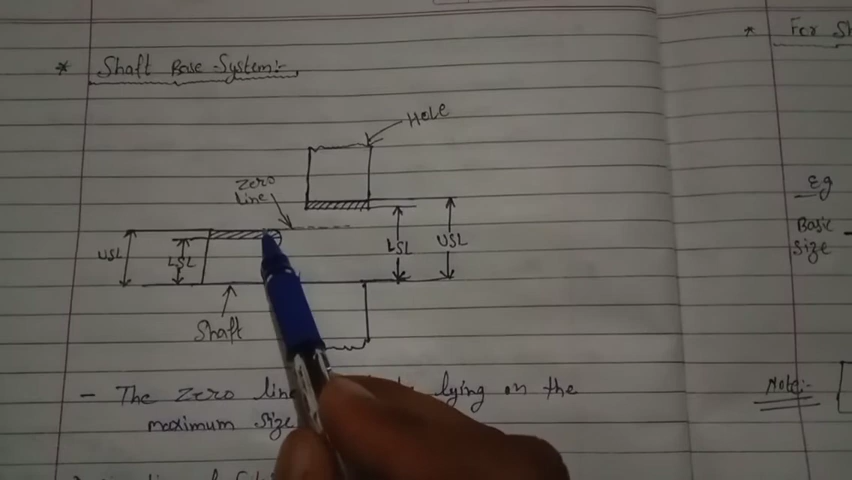 * Shaft Base System:-
Hole
Zero
line
USL
LSL
LSL
USL
Shaft
- The Zero line lying on the
maximum size
* For Sh
Eg
Basic
size
Note:-